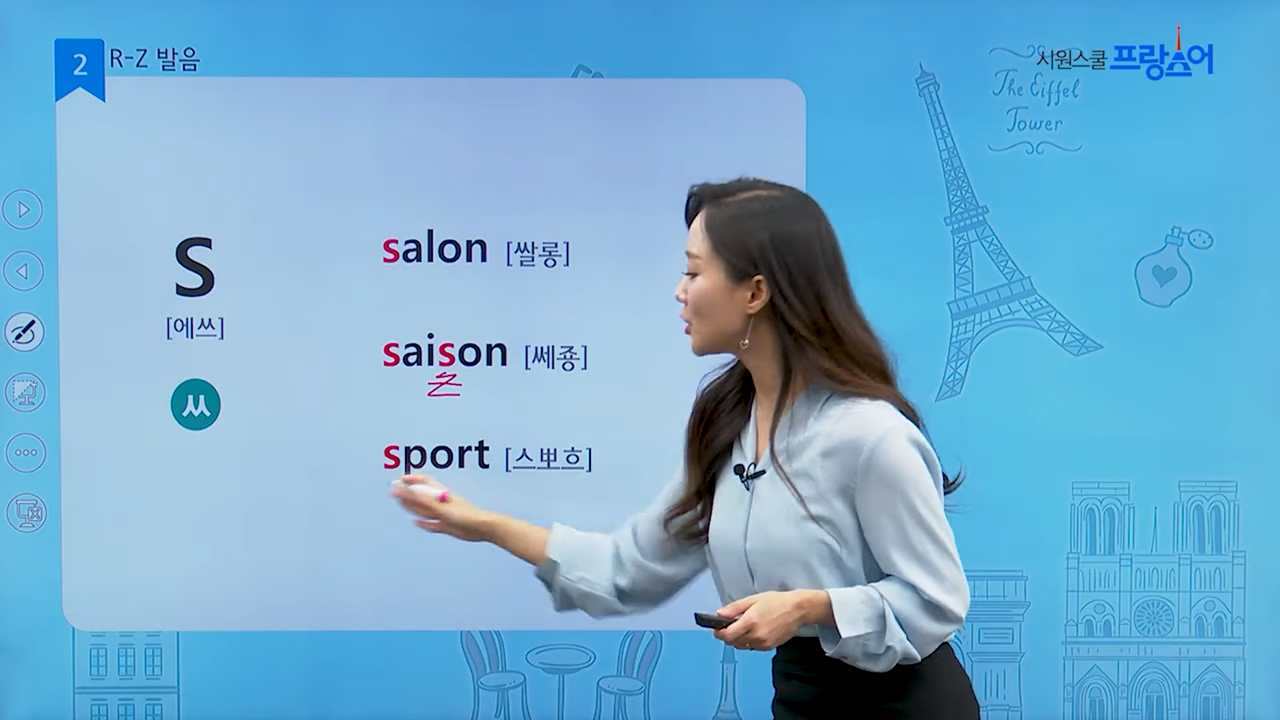 2 R-Z 발음
시원스쿨 프랑스어
The Eiffel
Tower
S
[에쓰]
ㅆ
salon [쌀롱]
saison [쎄죵]
z
sport [스뽀흐]